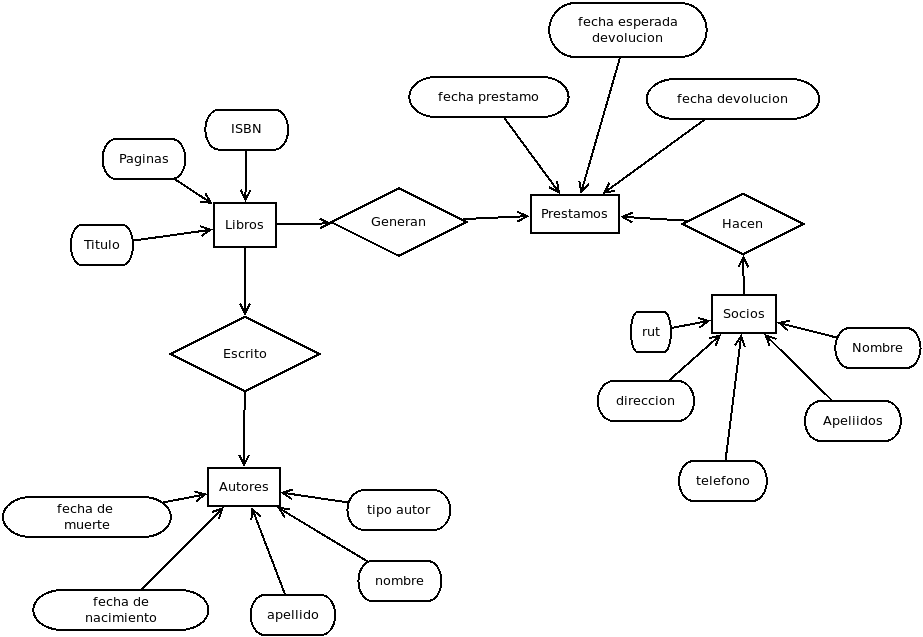 fecha esperada
devolucion
fecha prestamo
fecha devolucion
ISBN
Paginas
Titulo
Libros
Generan
Prestamos
Hacen
Escrito
Socios
rut
Nombre
direccion
Apeliidos
telefono
Autores
fecha de
muerte
tipo autor
nombre
fecha de
nacimiento
apellido